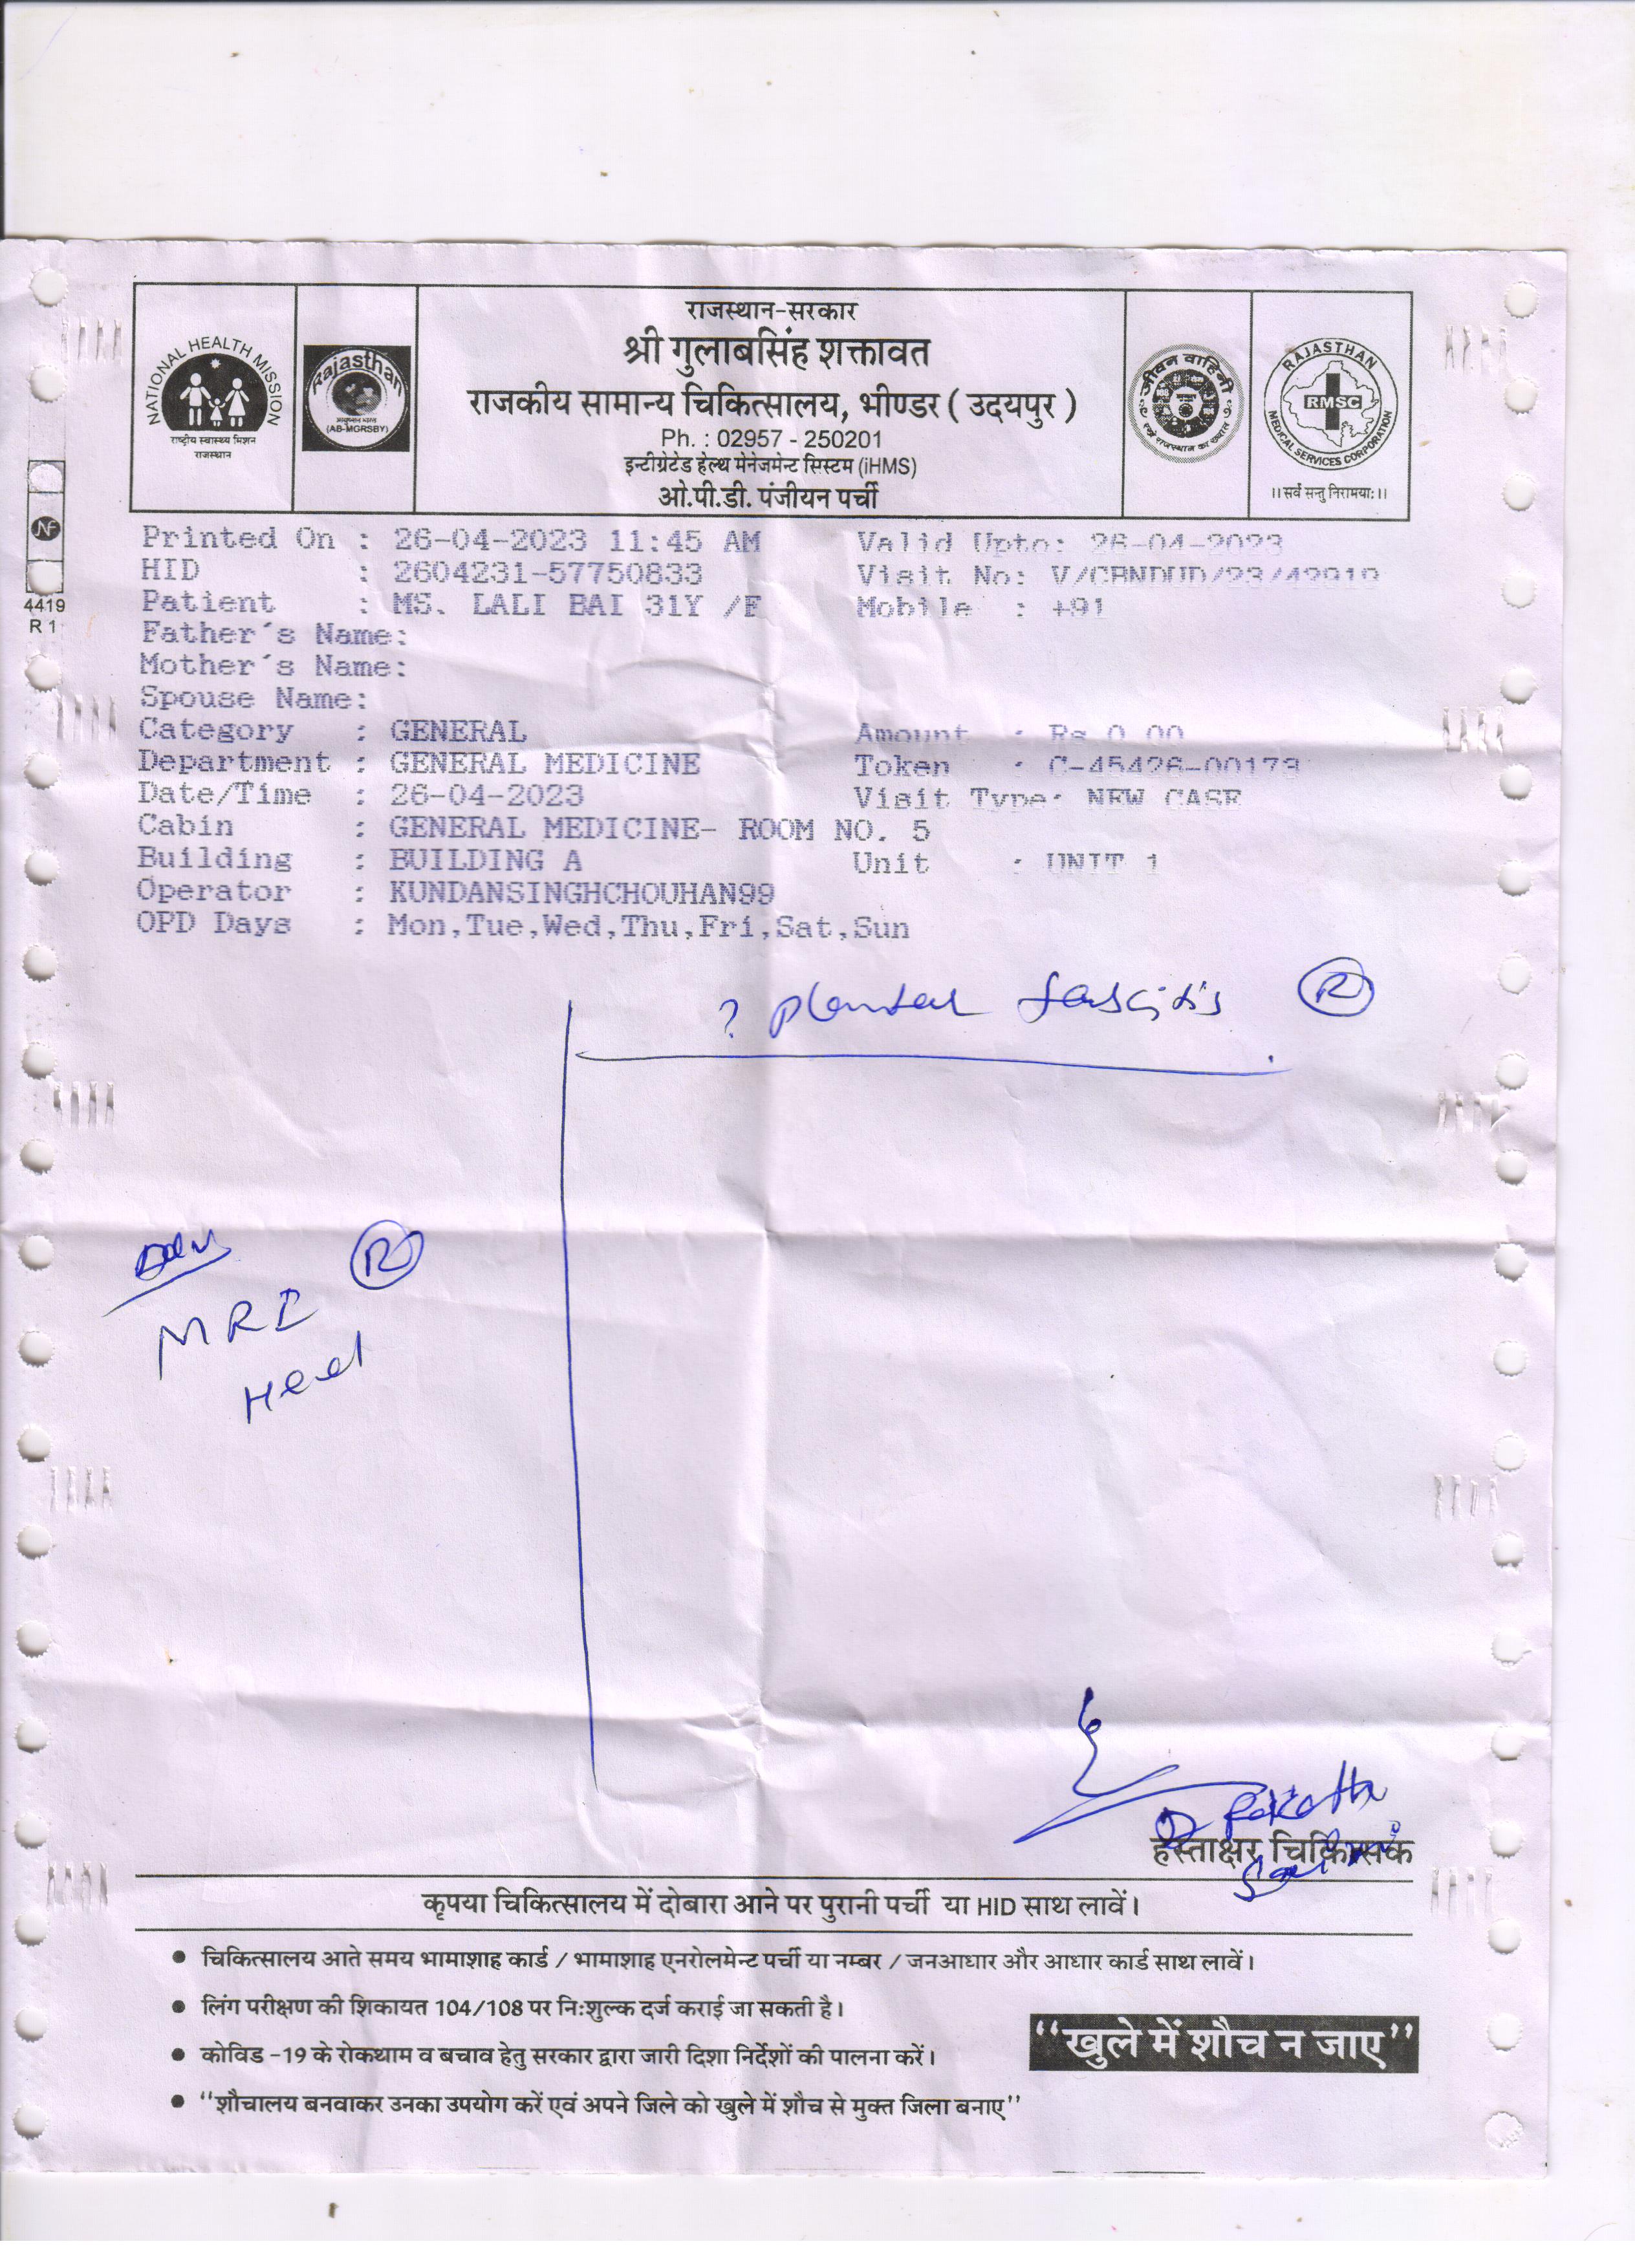 राजस्थान-सरकार
श्री गुलाबसिंह शक्तावत
राजकीय सामान्य चिकित्सालय, भीण्डर ( उदयपुर )
Ph. : 02957 - 250201
इन्टीग्रेटेड हेल्थ मेनेजमेन्ट सिस्टम (iHMS)
ओ.पी.डी. पंजीयन पर्ची
NATIONAL HEALTH MISSION
राष्ट्रीय स्वास्थ्य मिशन
राजस्थान
Rajasthan
(AB-MGRSBY)
जीवन वाहिनी
RAJASTHAN
RMSC
MEDICAL SERVICES CORPORATION
।।सर्वे सन्तु निरामयाः।।
NF
4419
R 1
Printed On : 26-04-2023 11:45 AM Valid Upto: 26-04-2023
HID : 2604231-57750833 Visit No: V/CBNDUD/23/42919
Patient : MS. LALI BAI 31Y /F Mobile : +91
Father's Name:
Mother's Name:
Spouse Name:
Category : GENERAL Amount : Rs 0.00
Department : GENERAL MEDICINE Token : C-45426-00173
Date/Time : 26-04-2023 Visit Type: NEW CASE
Cabin : GENERAL MEDICINE- ROOM NO. 5
Building : BUILDING A Unit : UNIT 1
Operator : KUNDANSINGHCHOUHAN99
OPD Days : Mon,Tue,Wed,Thu,Fri,Sat,Sun
? plantar fascitis R
R
MRI
Heel
हस्ताक्षर चिकित्सक
कृपया चिकित्सालय में दोबारा आने पर पुरानी पर्ची या HID साथ लावें।
• चिकित्सालय आते समय भामाशाह कार्ड / भामाशाह एनरोलमेन्ट पर्ची या नम्बर / जनआधार और आधार कार्ड साथ लावें।
• लिंग परीक्षण की शिकायत 104/108 पर निःशुल्क दर्ज कराई जा सकती है।
• कोविड -19 के रोकथाम व बचाव हेतु सरकार द्वारा जारी दिशा निर्देशों की पालना करें।
• "शौचालय बनवाकर उनका उपयोग करें एवं अपने जिले को खुले में शौच से मुक्त जिला बनाए"
"खुले में शौच न जाए"